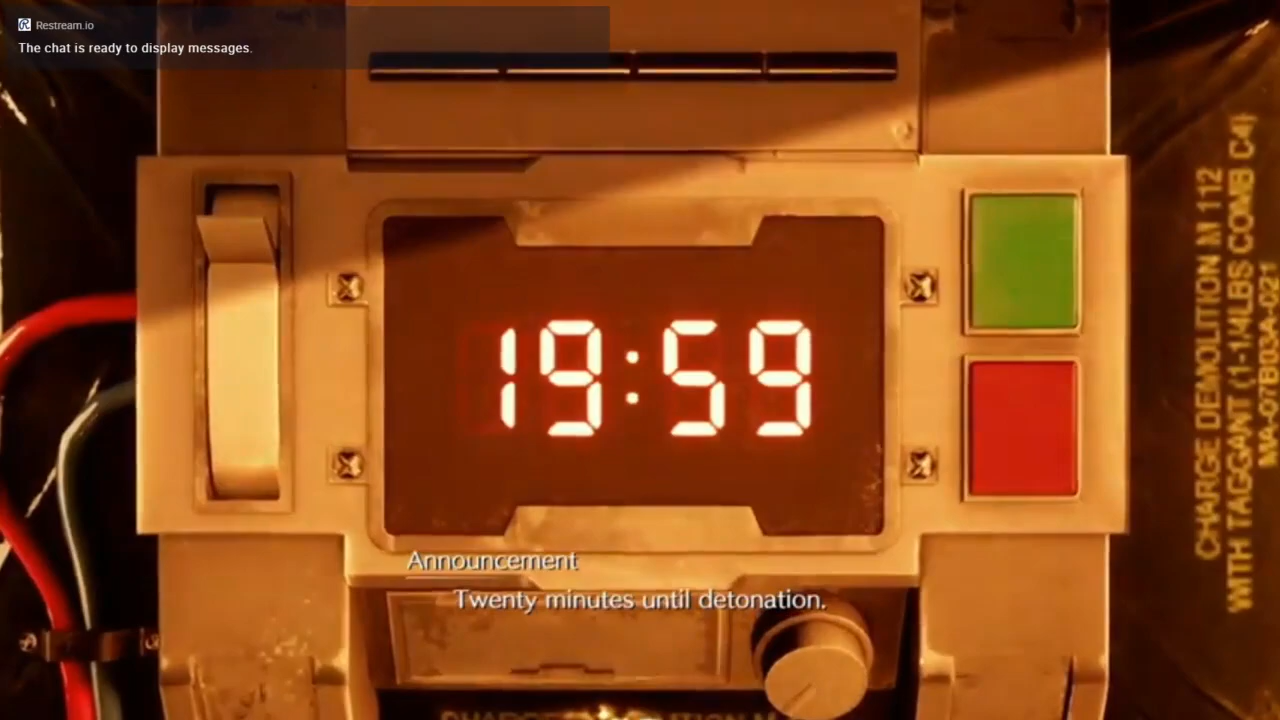 Restream.io
The chat is ready to display messages.
19:59
Announcement
Twenty minutes until detonation.
CHARGE DEMOLITION M 112
WITH TAGGANT (1-1/4LBS COMB C4)
MA-07B03A-021